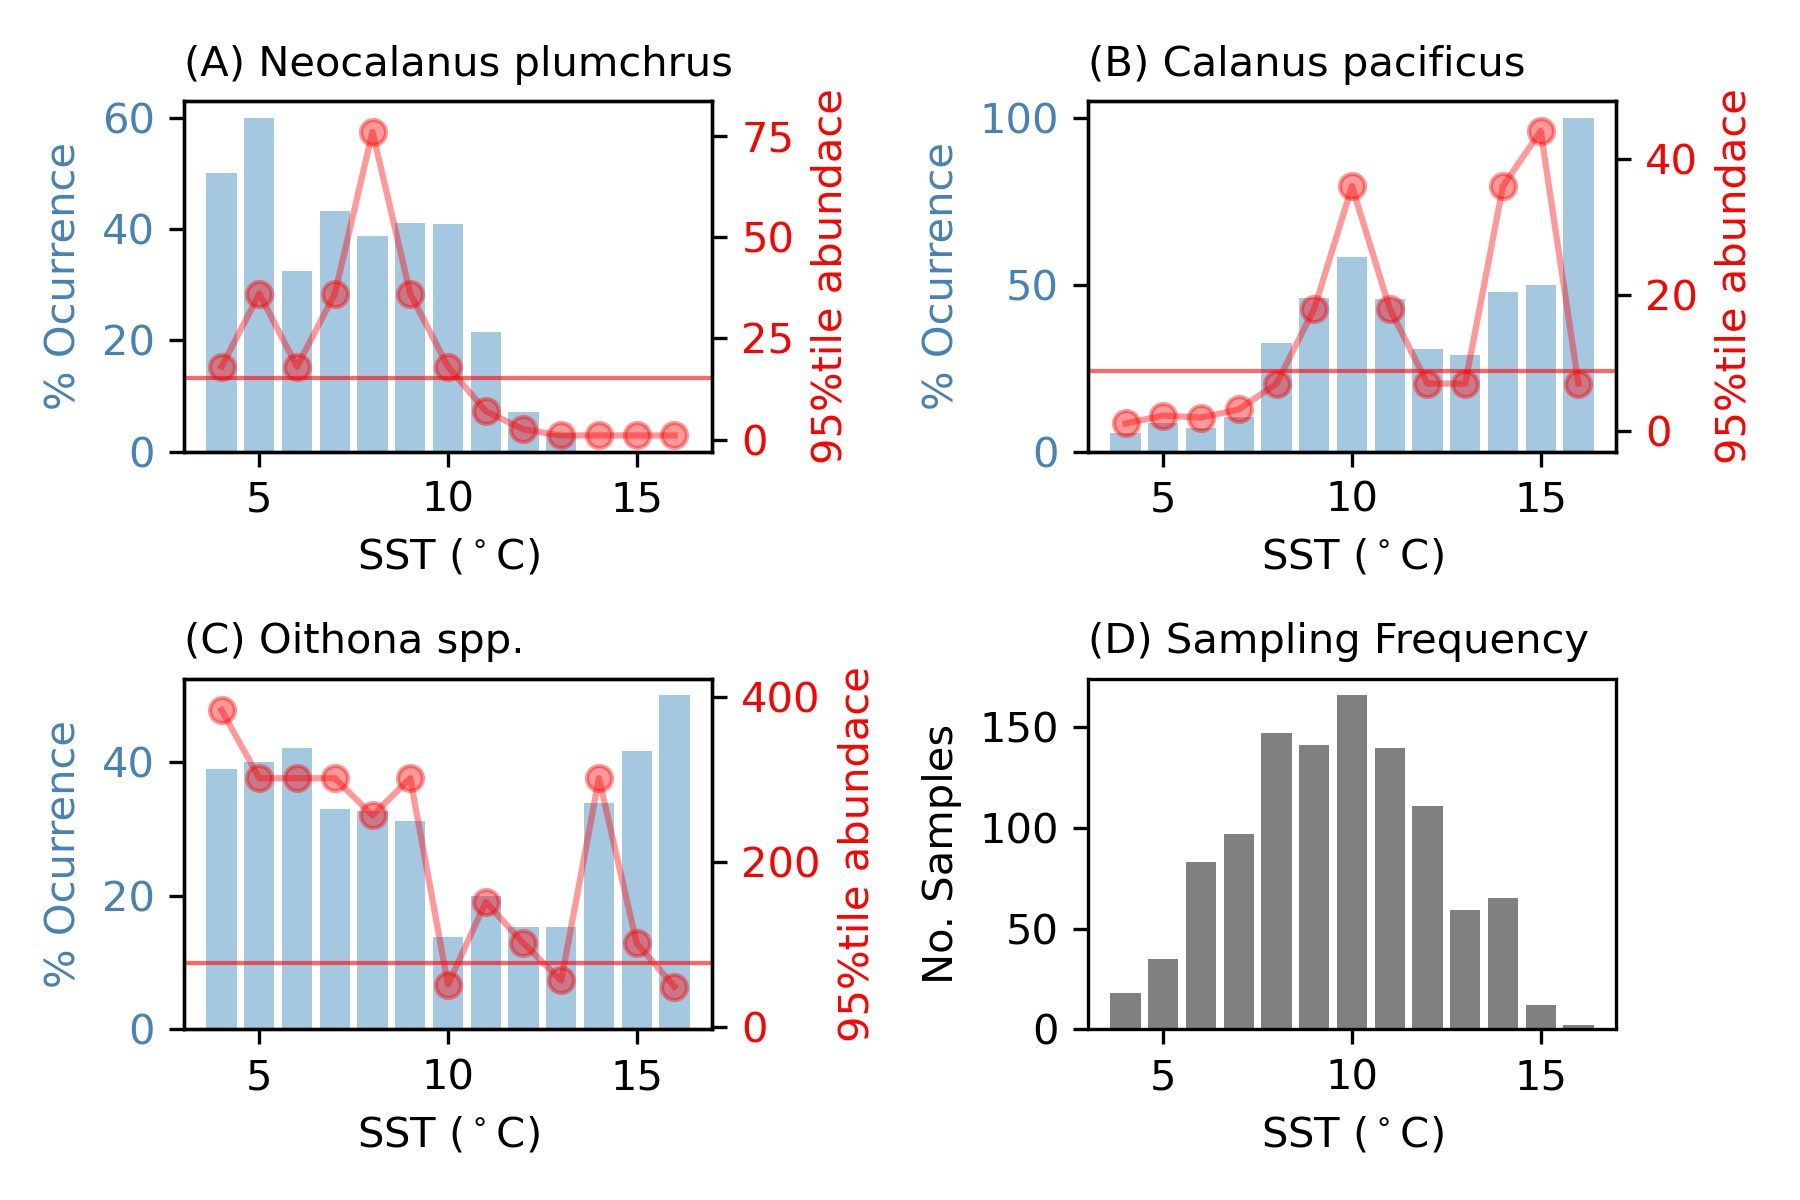 (A) Neocalanus plumchrus
60
40
20
0
% Ocurrence
75
50
25
0
95%tile abundace
5 10 15
SST (°C)
(B) Calanus pacificus
100
50
0
% Ocurrence
40
20
0
95%tile abundace
5 10 15
SST (°C)
(C) Oithona spp.
40
20
0
% Ocurrence
400
200
0
95%tile abundace
5 10 15
SST (°C)
(D) Sampling Frequency
150
100
50
0
No. Samples
5 10 15
SST (°C)